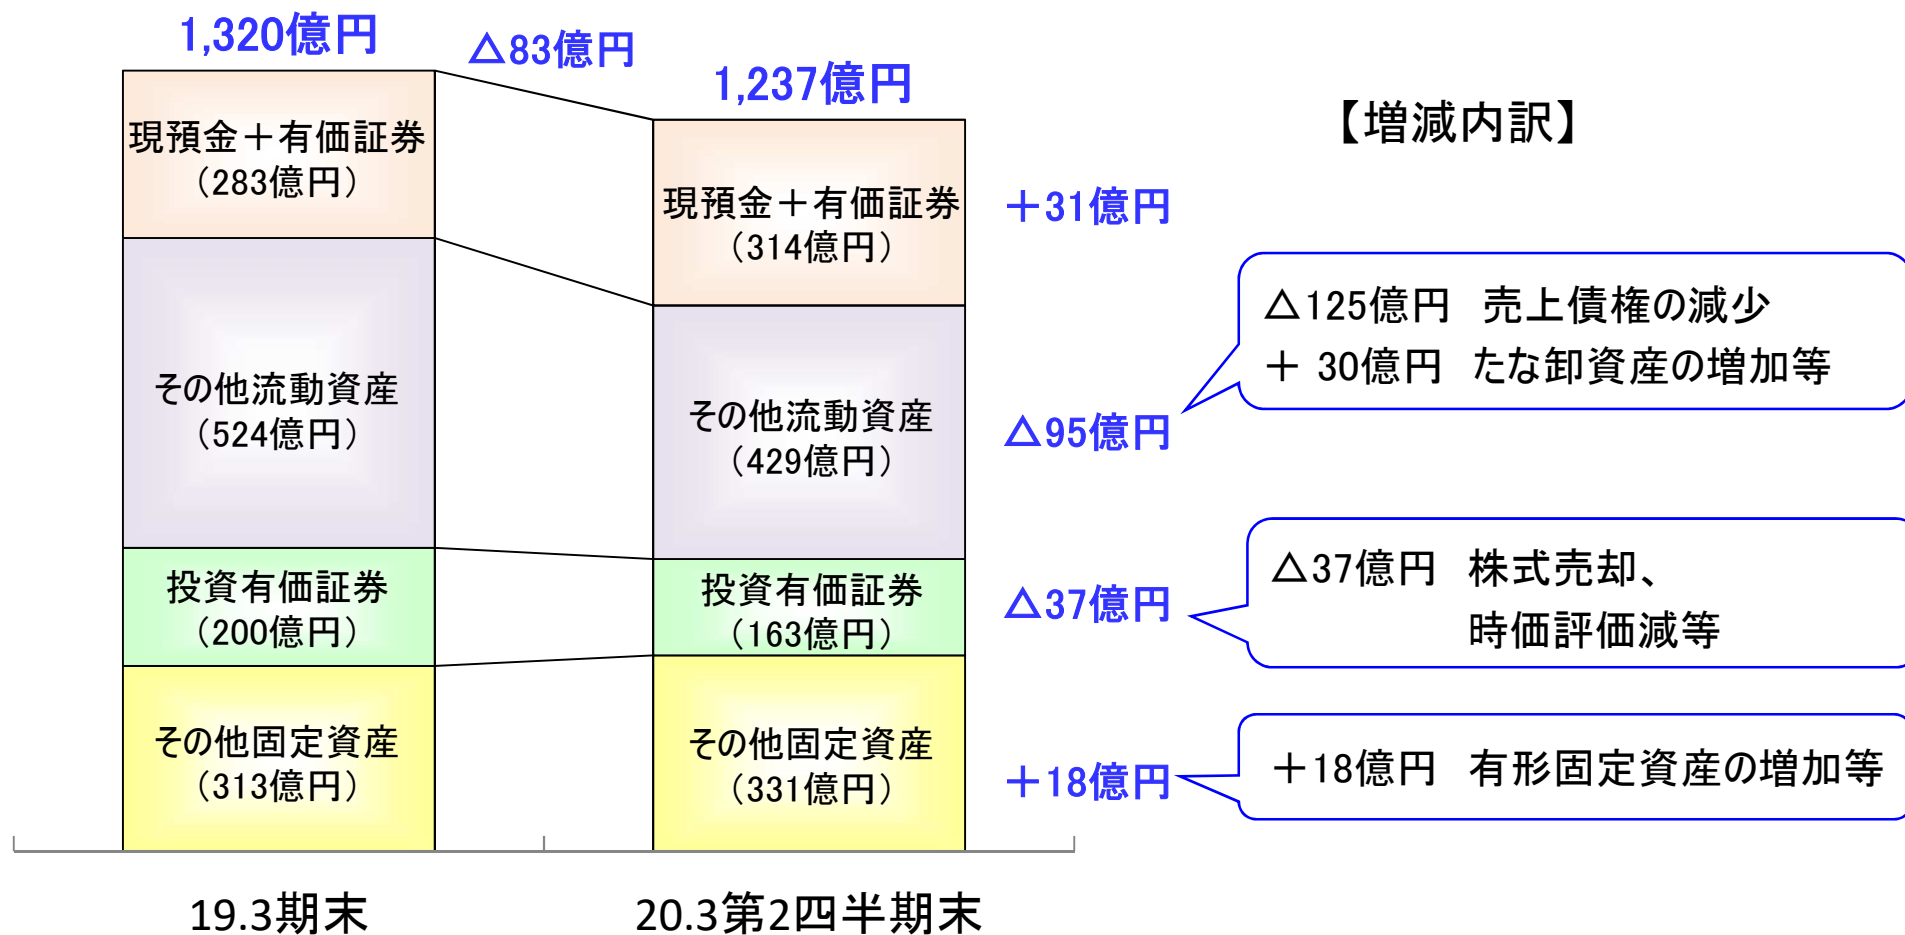 1,320億円
△83億円
1,237億円
【増減内訳】
現預金＋有価証券
（283億円）
現預金＋有価証券
（314億円）
＋31億円
その他流動資産
（524億円）
その他流動資産
（429億円）
△95億円
△125億円 売上債権の減少
＋ 30億円 たな卸資産の増加等
投資有価証券
（200億円）
投資有価証券
（163億円）
△37億円
△37億円 株式売却、
時価評価減等
その他固定資産
（313億円）
その他固定資産
（331億円）
＋18億円
＋18億円 有形固定資産の増加等
19.3期末
20.3第2四半期末